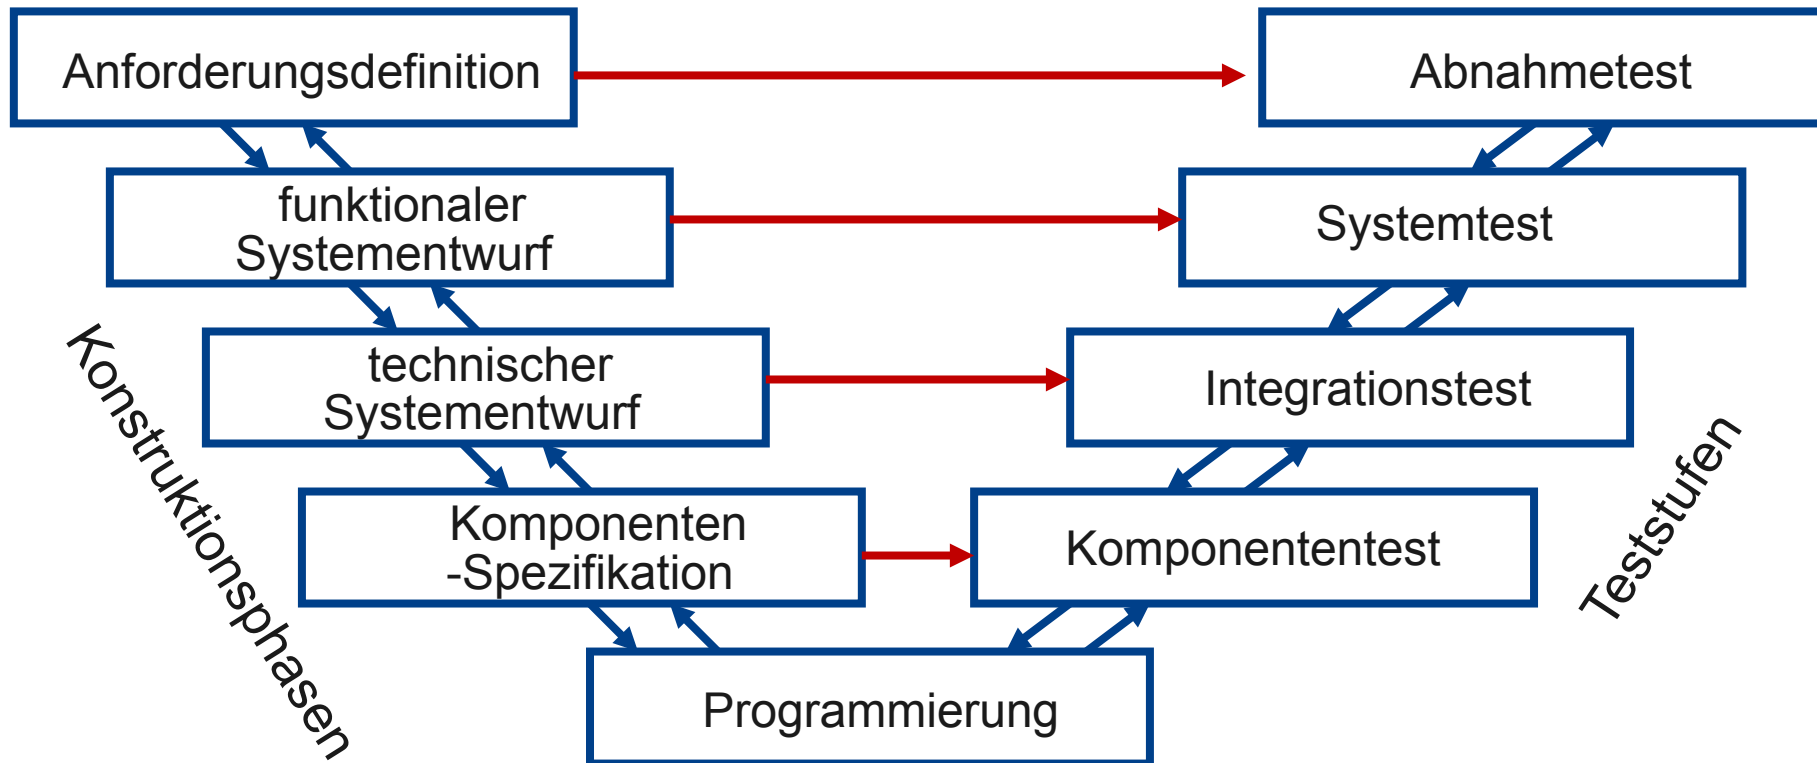 Anforderungsdefinition
Abnahmetest
funktionaler
Systementwurf
Systemtest
technischer
Systementwurf
Integrationstest
Komponenten
-Spezifikation
Komponententest
Programmierung
Konstruktionsphasen
Teststufen